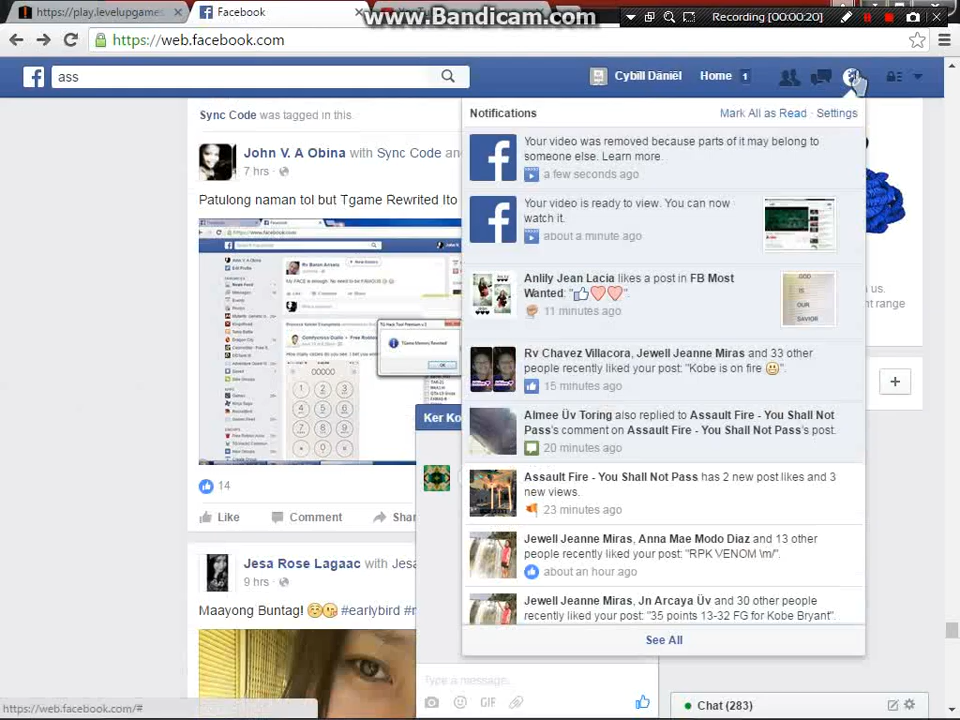 https://play.levelupgame
Facebook
www.Bandicam.com
Recording [00:00:20]
https://web.facebook.com
ass
Cybill Däniël
Home 1
Sync Code was tagged in this.
John V. A Obina with Sync Code and
7 hrs
Patulong naman tol but Tgame Rewrited Ito
14
Like Comment Shar
Jesa Rose Lagaac with Jesa
9 hrs
Maayong Buntag! #earlybird
Notifications
Mark All as Read · Settings
Your video was removed because parts of it may belong to
someone else. Learn more.
a few seconds ago
Your video is ready to view. You can now
watch it.
about a minute ago
Anlily Jean Lacia likes a post in FB Most
Wanted: "👍❤❤".
11 minutes ago
Rv Chavez Villacora, Jewell Jeanne Miras and 33 other
people recently liked your post: "Kobe is on fire 😀".
15 minutes ago
Almee Üv Toring also replied to Assault Fire - You Shall Not
Pass's comment on Assault Fire - You Shall Not Pass's post.
20 minutes ago
Assault Fire - You Shall Not Pass has 2 new post likes and 3
new views.
23 minutes ago
Jewell Jeanne Miras, Anna Mae Modo Diaz and 13 other
people recently liked your post: "RPK VENOM \m/".
about an hour ago
Jewell Jeanne Miras, Jn Arcaya Üv and 30 other people
recently liked your post: "35 points 13-32 FG for Kobe Bryant".
See All
us.
nt range
Ker Ko
GOD
IS
OUR
SAVIOR
Type a message...
GIF
Chat (283)
https://web.facebook.com/#